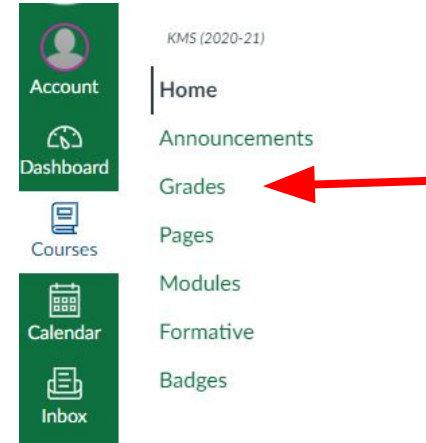 Account
Dashboard
Courses
Calendar
Inbox
KMS (2020-21)
Home
Announcements
Grades
Pages
Modules
Formative
Badges